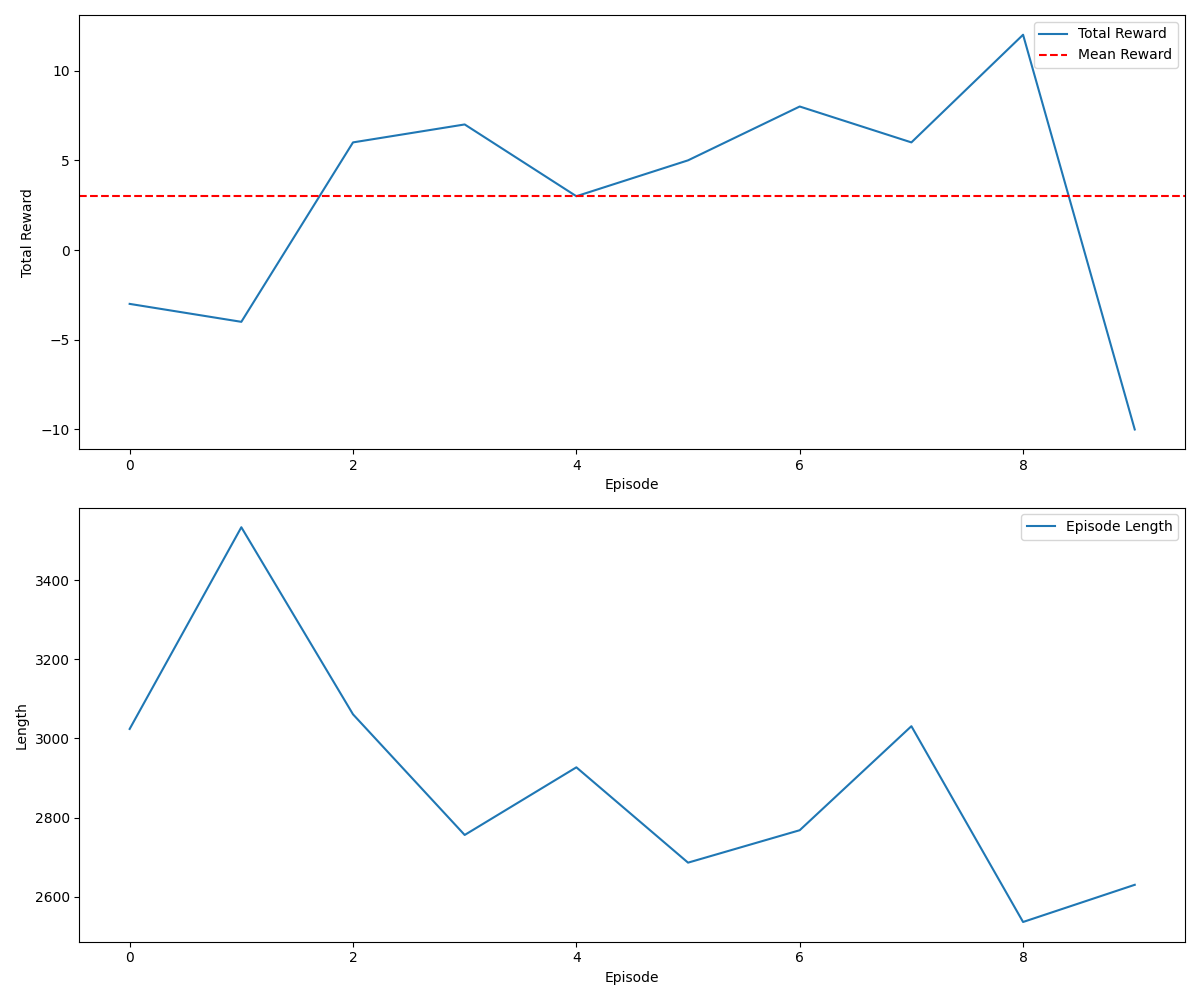 Total Reward
Mean Reward
10
5
0
−5
−10
Total Reward
0 2 4 6 8
Episode
Episode Length
3400
3200
3000
2800
2600
Length
0 2 4 6 8
Episode